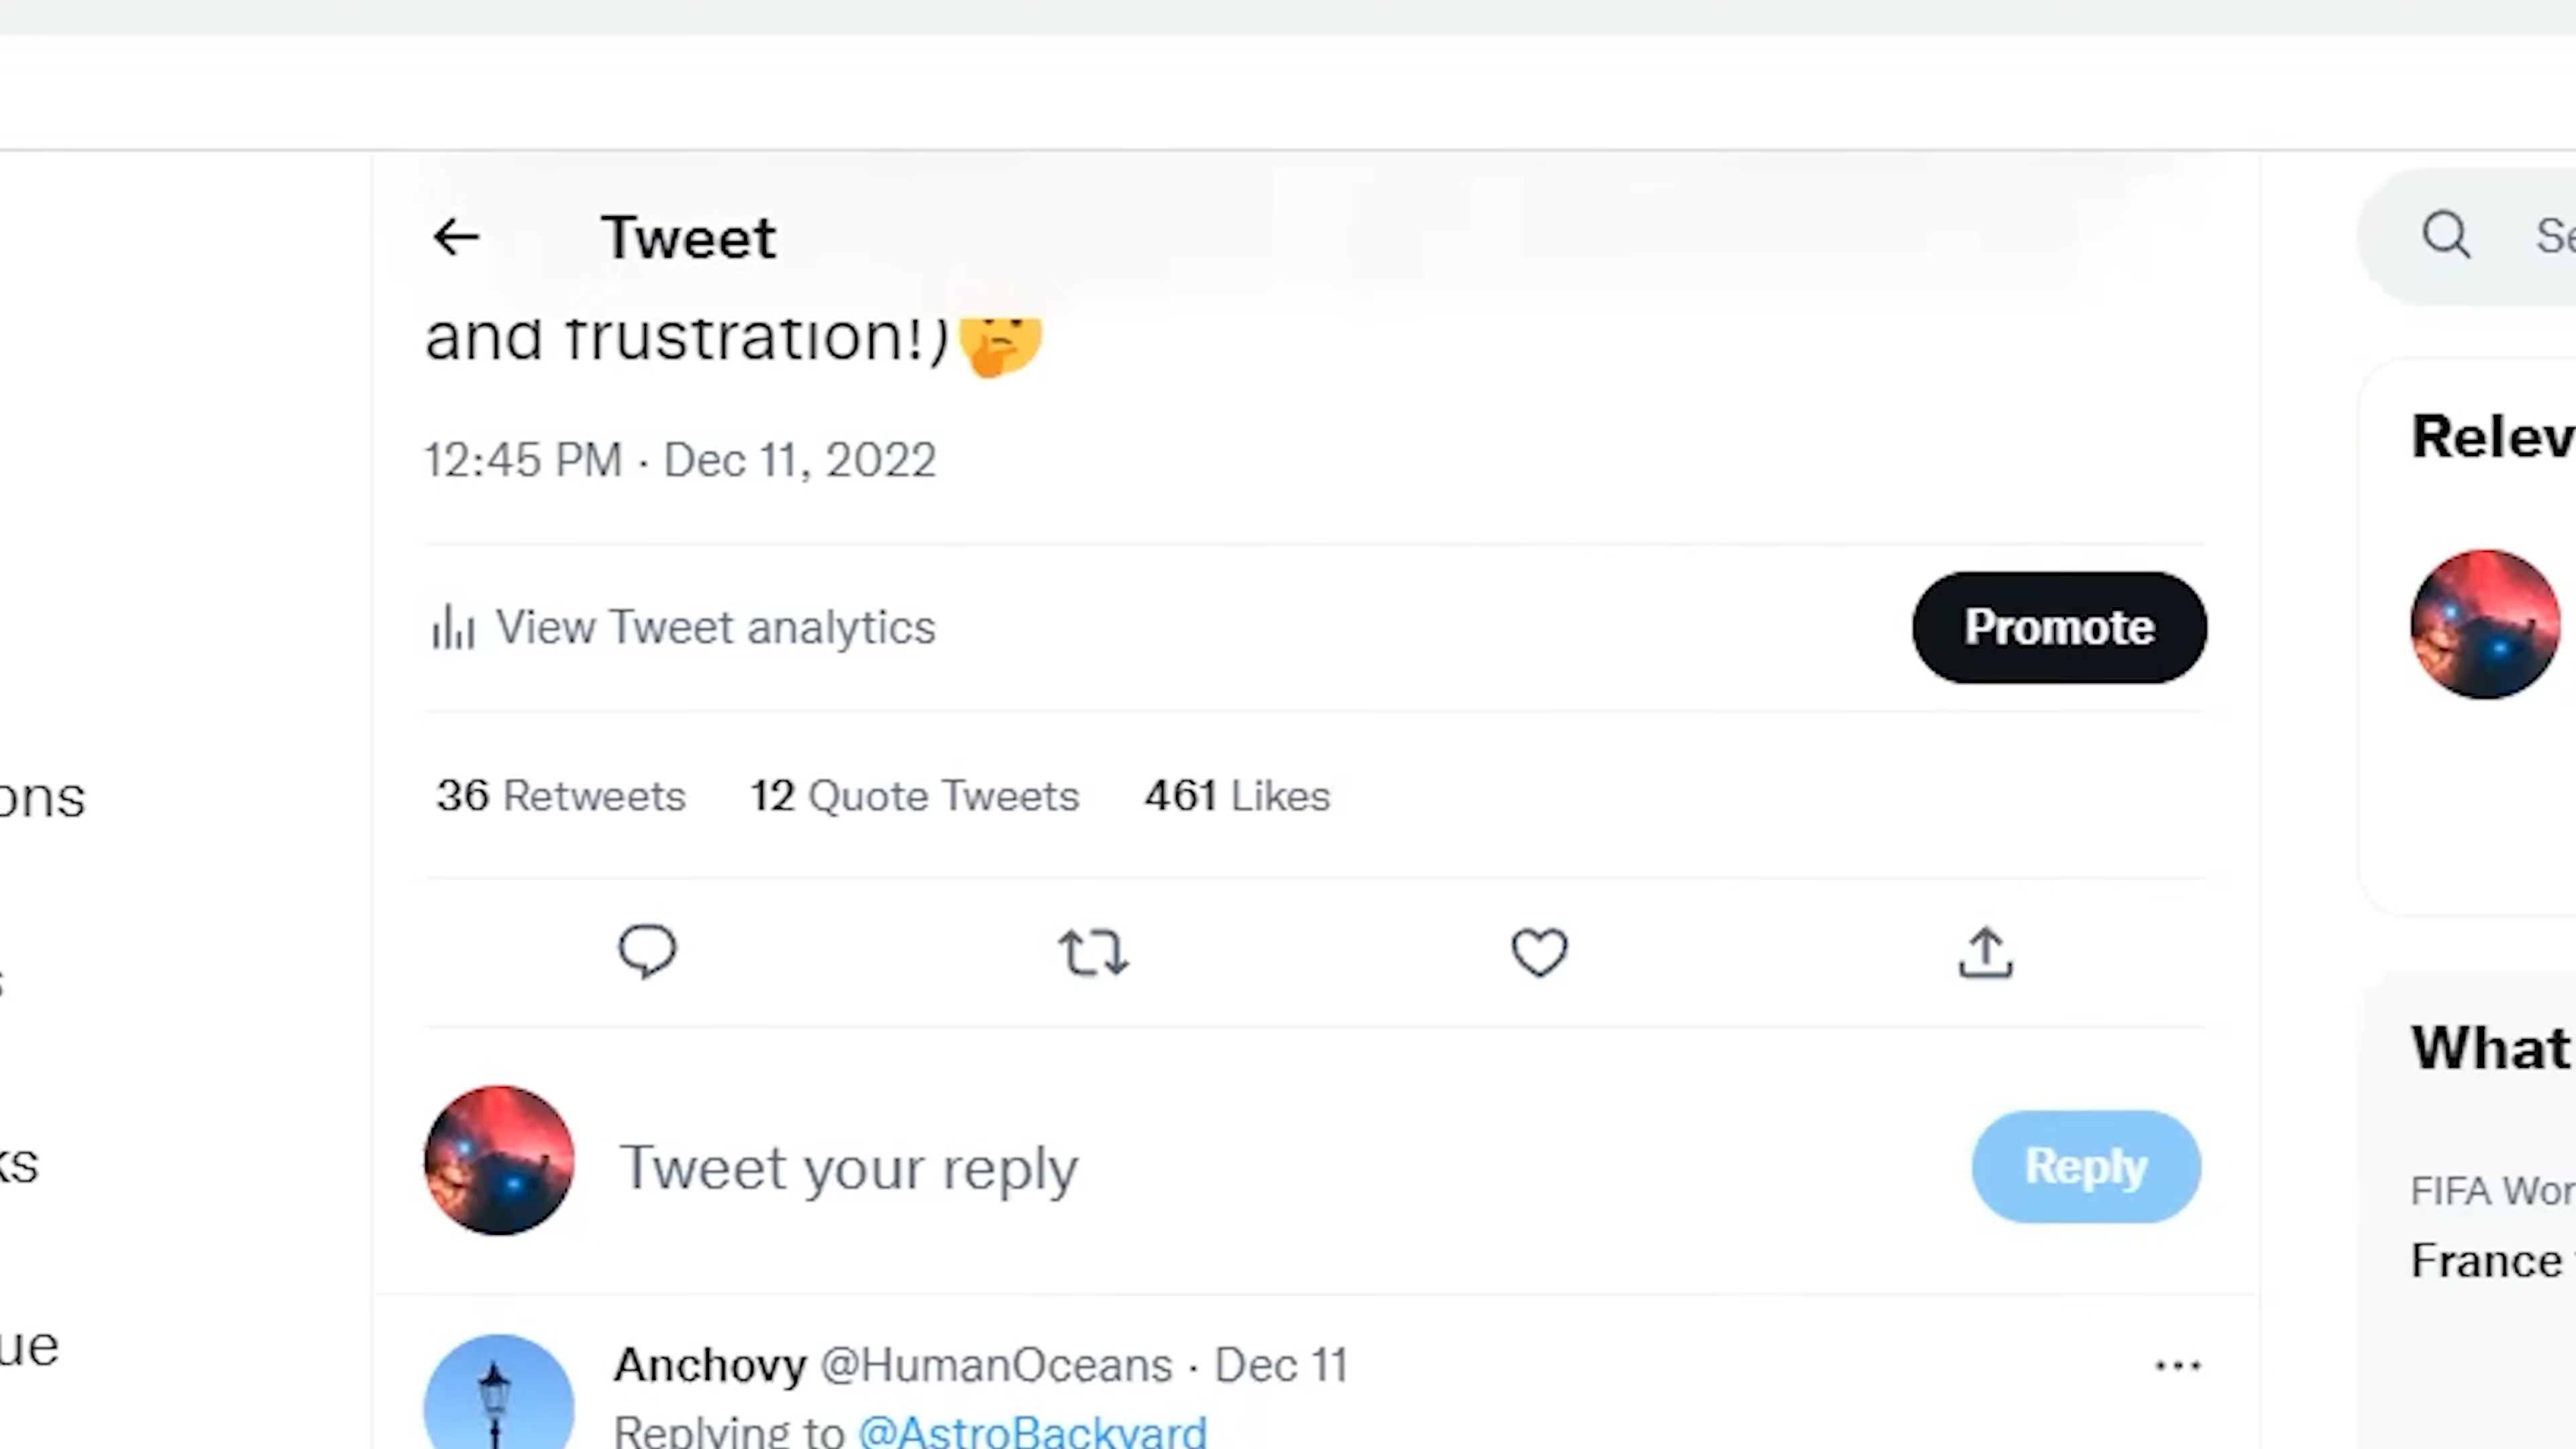 Tweet
and frustration!)🤔
12:45 PM · Dec 11, 2022
View Tweet analytics
Promote
36 Retweets 12 Quote Tweets 461 Likes
Tweet your reply
Reply
Anchovy @HumanOceans · Dec 11
Replying to @AstroBackyard
ons
s
ks
ue
Se
Relev
What
FIFA Wor
France